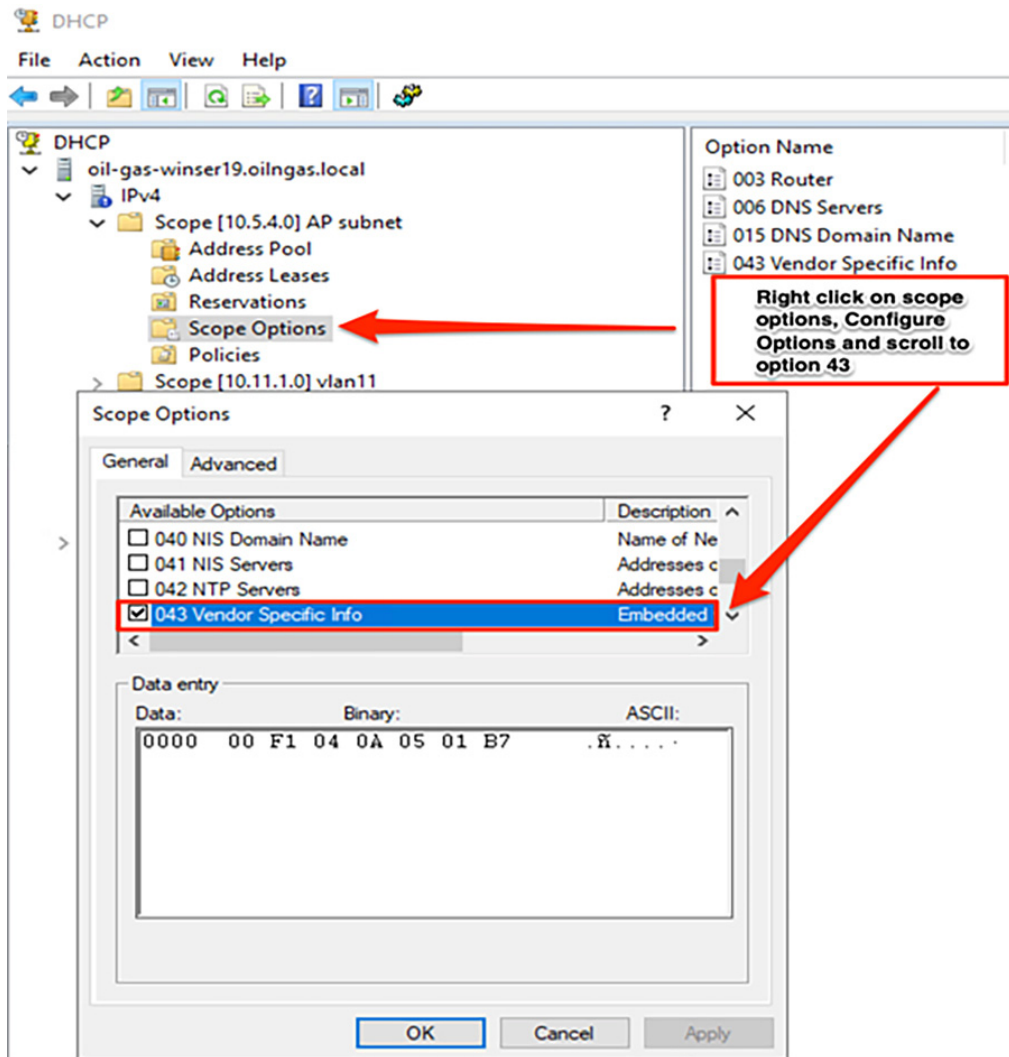 DHCP
File Action View Help
DHCP
oil-gas-winser19.oilngas.local
IPv4
Scope [10.5.4.0] AP subnet
Address Pool
Address Leases
Reservations
Scope Options
Policies
Scope [10.11.1.0] vlan11
Option Name
003 Router
006 DNS Servers
015 DNS Domain Name
043 Vendor Specific Info
Right click on scope
options, Configure
Options and scroll to
option 43
Scope Options ?
General Advanced
Available Options Description
040 NIS Domain Name Name of Ne
041 NIS Servers Addresses o
042 NTP Servers Addresses o
043 Vendor Specific Info Embedded
Data entry
Data: Binary: ASCII:
0000 00 F1 04 0A 05 01 B7 .ñ.....·
OK Cancel Apply